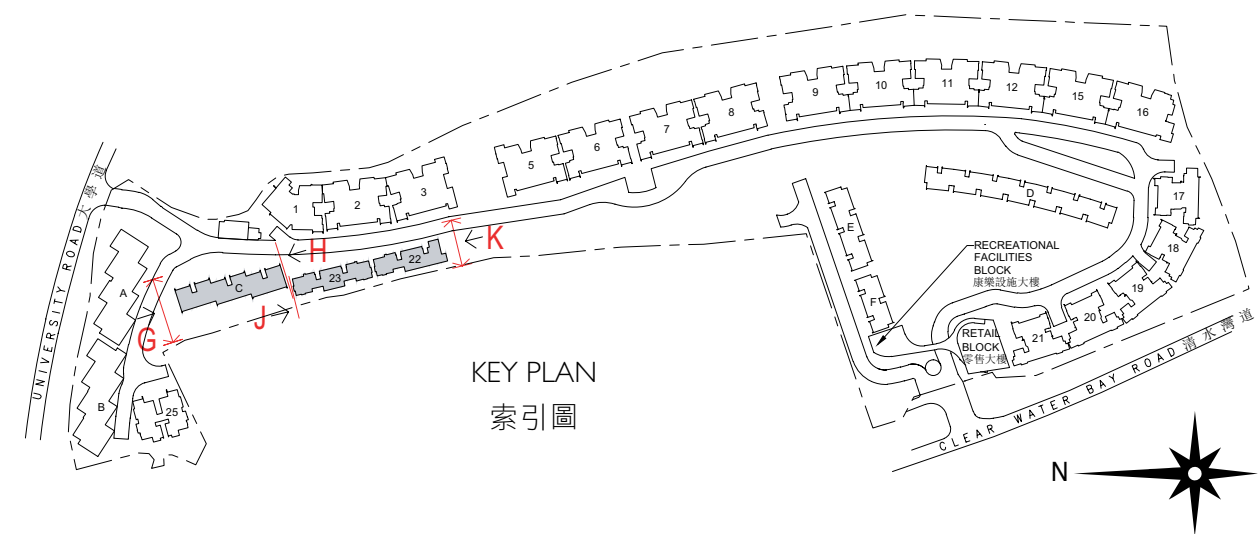 UNIVERSITY ROAD 大學道
1
2
3
5
6
7
8
9
10
11
12
15
16
17
18
19
20
21
22
23
25
A
B
C
D
E
F
G
H
J
K
RECREATIONAL
FACILITIES
BLOCK
康樂設施大樓
RETAIL
BLOCK
零售大樓
CLEAR WATER BAY ROAD 清水灣道
KEY PLAN
索引圖
N